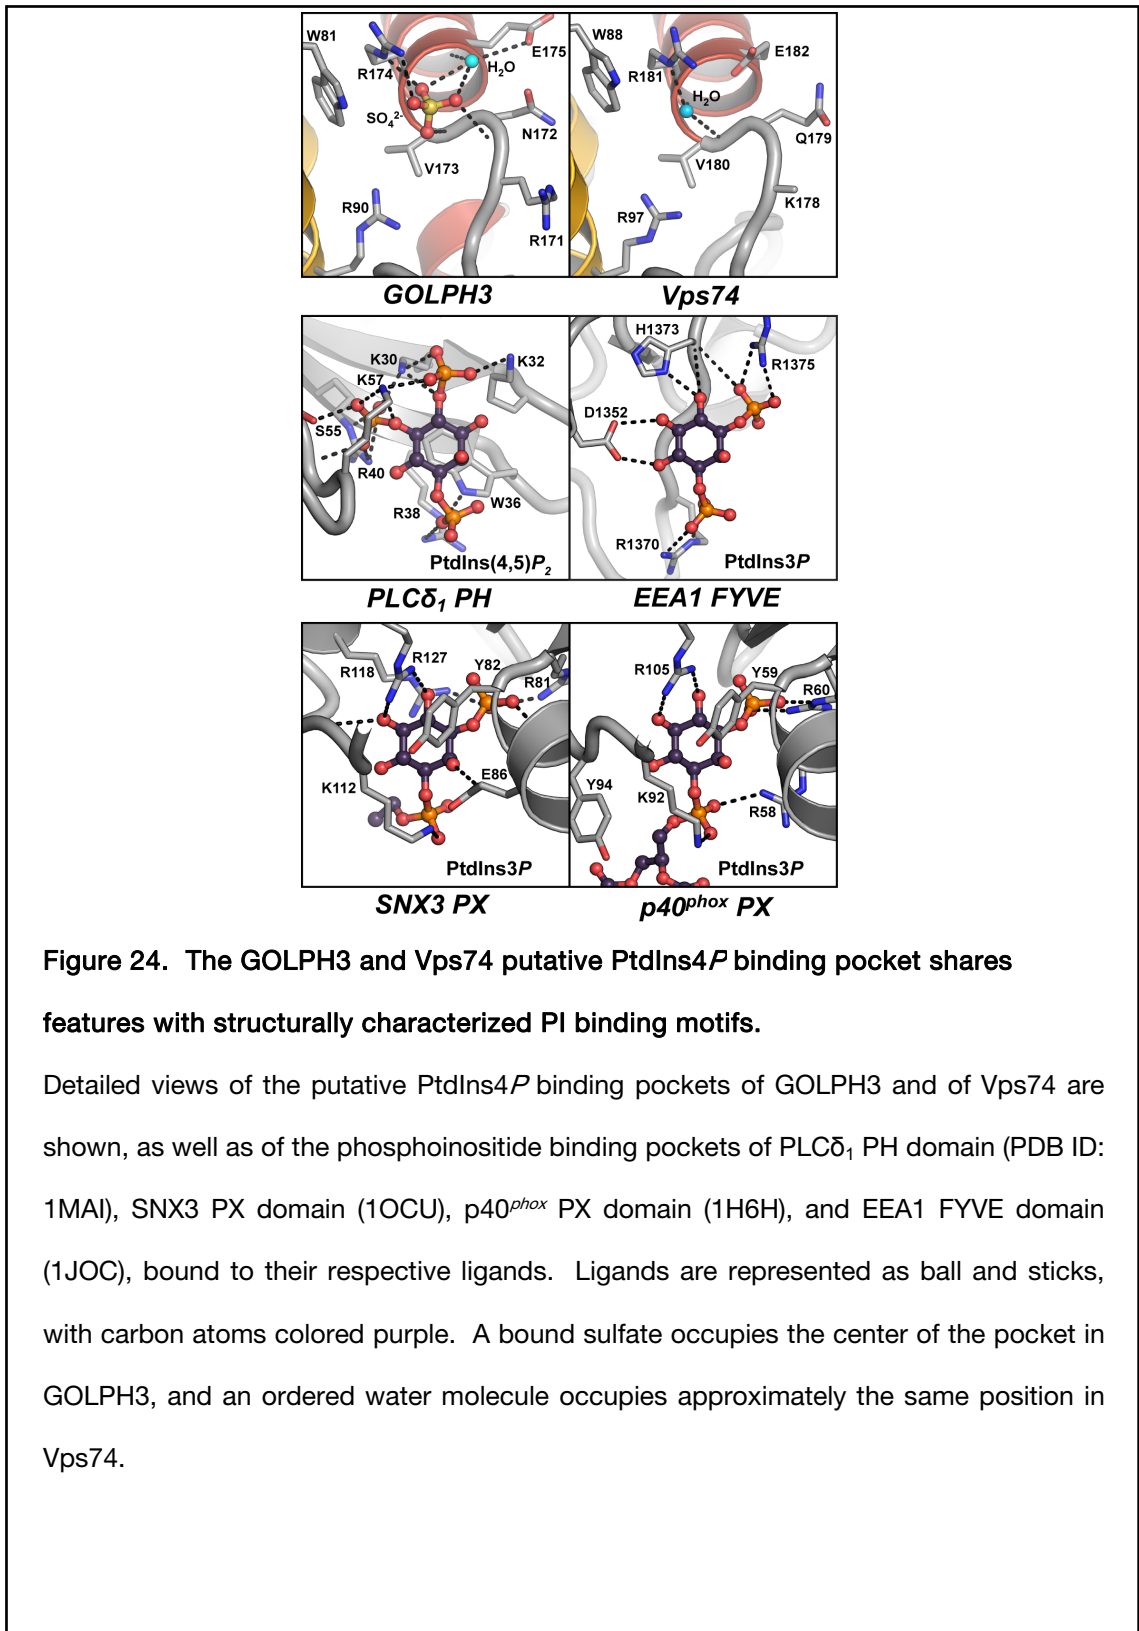 W81
R174
E175
H₂O
SO₄²⁻
N172
V173
R90
R171
GOLPH3
W88
R181
E182
H₂O
Q179
V180
K178
R97
Vps74
K30
K32
K57
S55
R40
R38
W36
PtdIns(4,5)P₂
PLCδ₁ PH
H1373
R1375
D1352
R1370
PtdIns3P
EEA1 FYVE
R127
R118
Y82
R81
K112
E86
PtdIns3P
SNX3 PX
R105
Y59
R60
Y94
K92
R58
PtdIns3P
p40ᵖʰᵒˣ PX
Figure 24. The GOLPH3 and Vps74 putative PtdIns4P binding pocket shares
features with structurally characterized PI binding motifs.
Detailed views of the putative PtdIns4P binding pockets of GOLPH3 and of Vps74 are
shown, as well as of the phosphoinositide binding pockets of PLCδ₁ PH domain (PDB ID:
1MAI), SNX3 PX domain (1OCU), p40ᵖʰᵒˣ PX domain (1H6H), and EEA1 FYVE domain
(1JOC), bound to their respective ligands. Ligands are represented as ball and sticks,
with carbon atoms colored purple. A bound sulfate occupies the center of the pocket in
GOLPH3, and an ordered water molecule occupies approximately the same position in
Vps74.